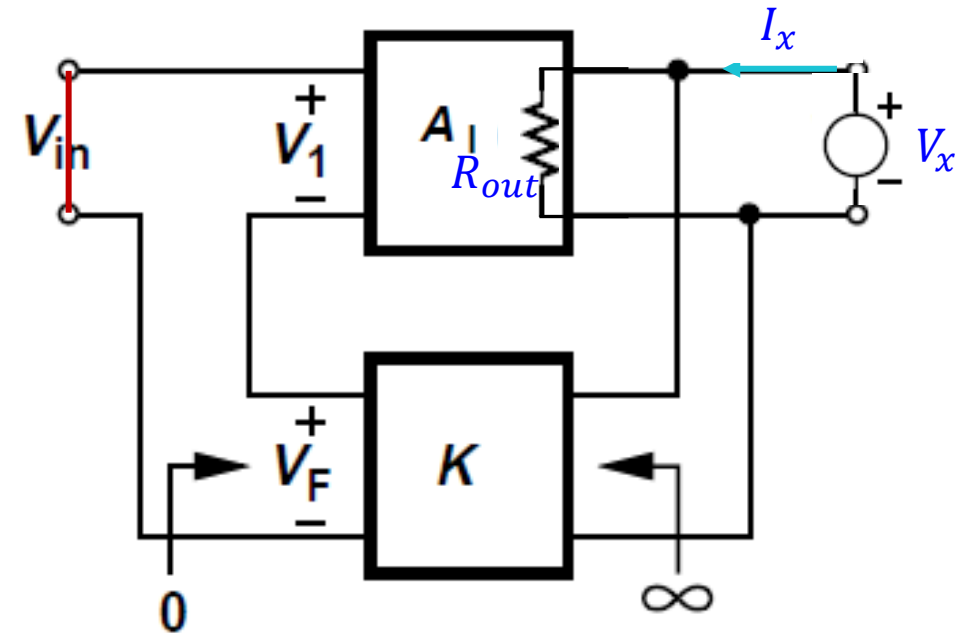 I_x
V_in
+
V_1
−
A_I
R_out
+
V_x
−
+
V_F
−
K
0
∞